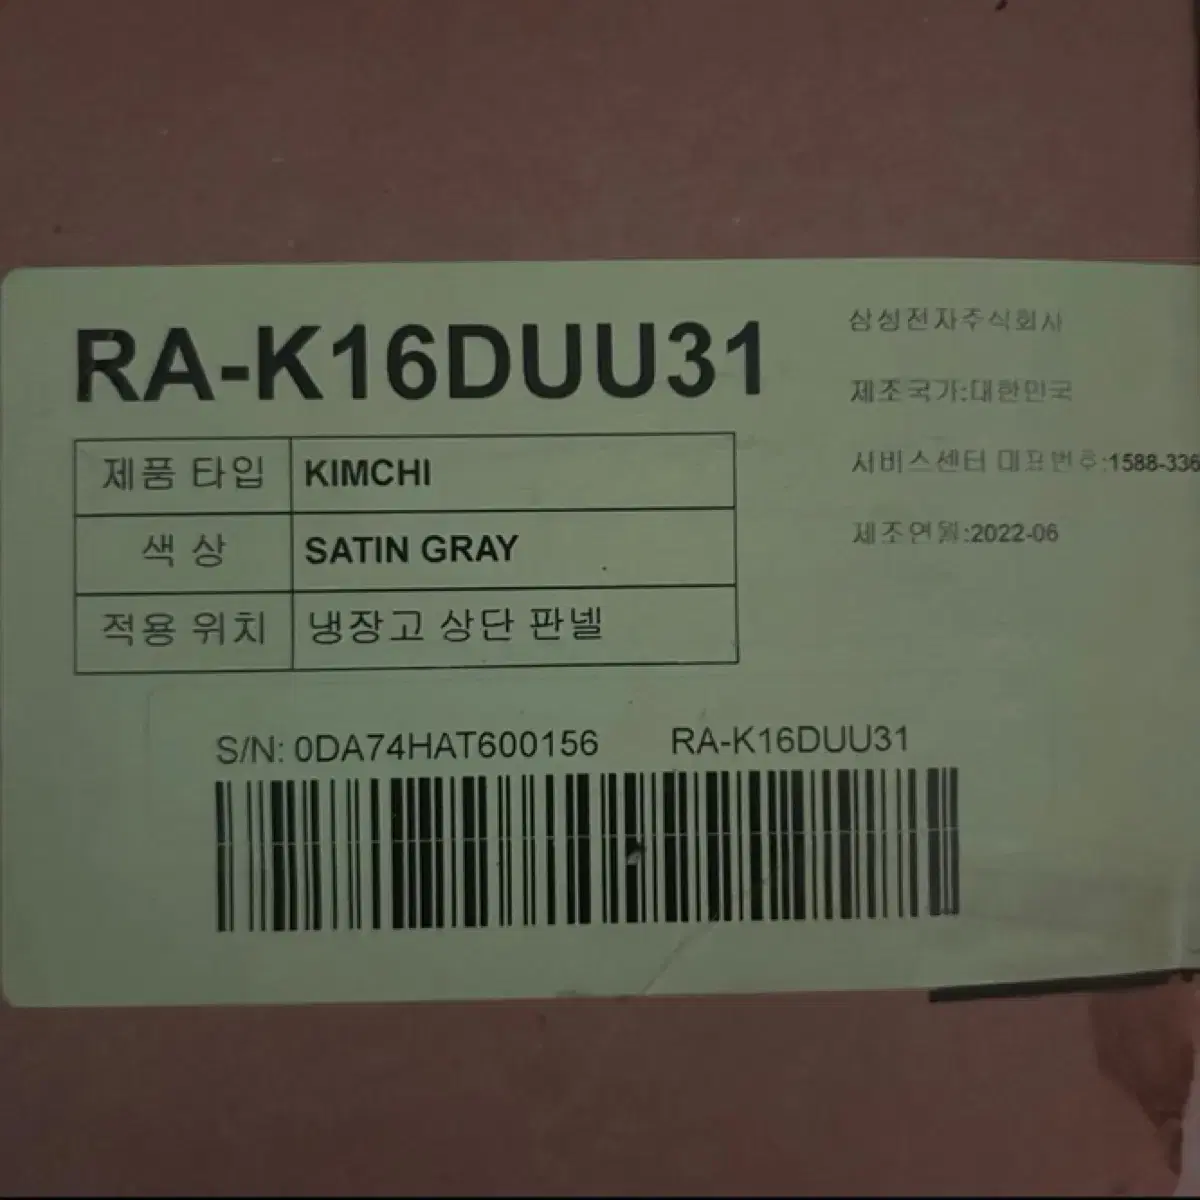 RA-K16DUU31
제품 타입 KIMCHI
색 상 SATIN GRAY
적용 위치 냉장고 상단 판넬
삼성전자주식회사
제조국가:대한민국
서비스센터 대표번호:1588-336
제조연월:2022-06
S/N: 0DA74HAT600156 RA-K16DUU31